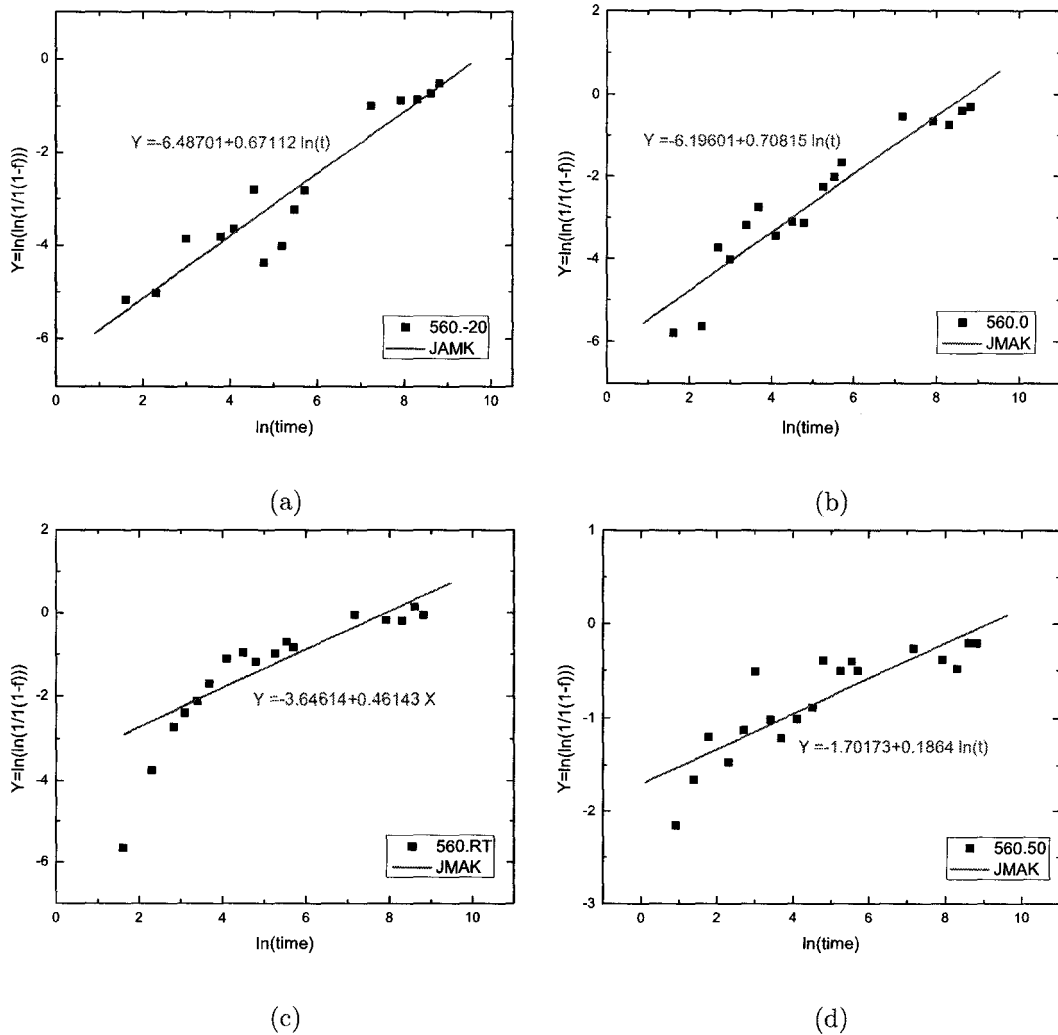 Y=ln(ln(1/1(1-f)))
0
-2
-4
-6
Y =-6.48701+0.67112 ln(t)
560.-20
JAMK
0 2 4 6 8 10
ln(time)
(a)
Y=ln(ln(1/1(1-f)))
2
0
-2
-4
-6
Y =-6.19601+0.70815 ln(t)
560.0
JMAK
0 2 4 6 8 10
ln(time)
(b)
Y=ln(ln(1/1(1-f)))
2
0
-2
-4
-6
Y =-3.64614+0.46143 X
560.RT
JMAK
0 2 4 6 8 10
ln(time)
(c)
Y=ln(ln(1/1(1-f)))
1
0
-1
-2
-3
Y =-1.70173+0.1864 ln(t)
560.50
JMAK
0 2 4 6 8 10
ln(time)
(d)